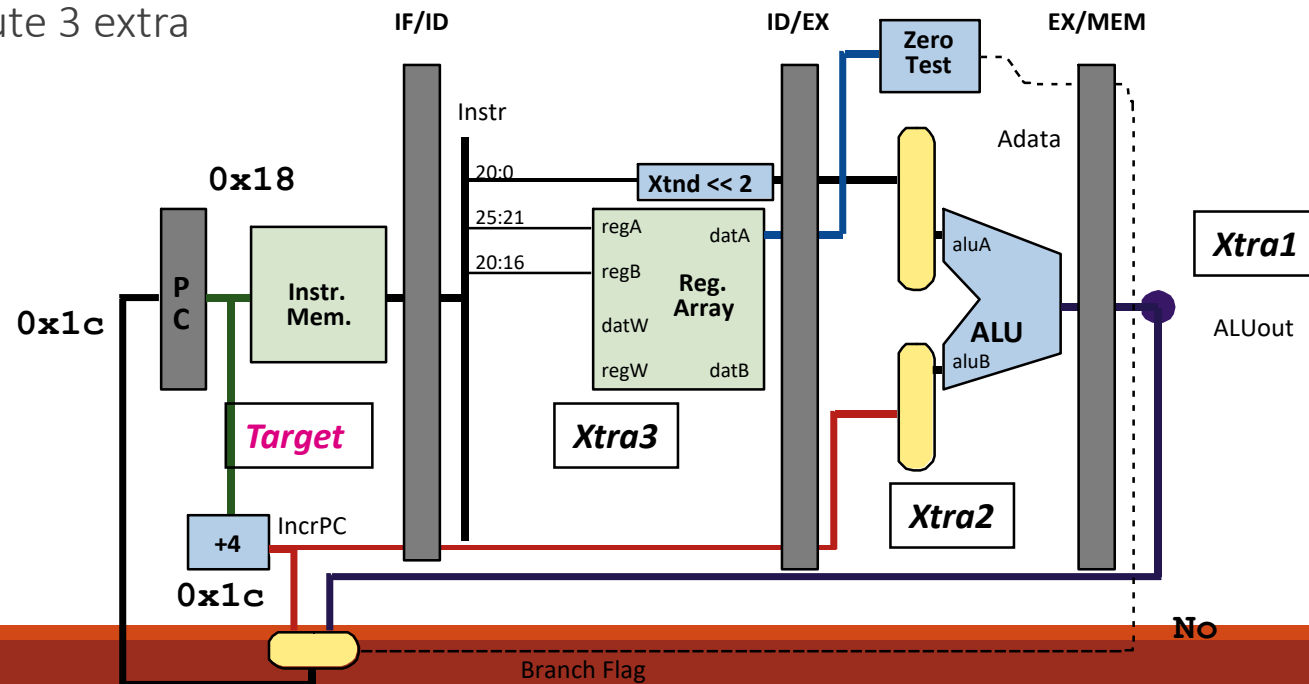 ute 3 extra
IF/ID
ID/EX
EX/MEM
Zero
Test
Instr
Adata
0x18
20:0
Xtnd << 2
25:21
regA
datA
aluA
Xtra1
20:16
regB
P
C
Instr.
Mem.
Reg.
Array
0x1c
datW
ALU
ALUout
regW
datB
aluB
Target
Xtra3
Xtra2
IncrPC
+4
0x1c
No
Branch Flag